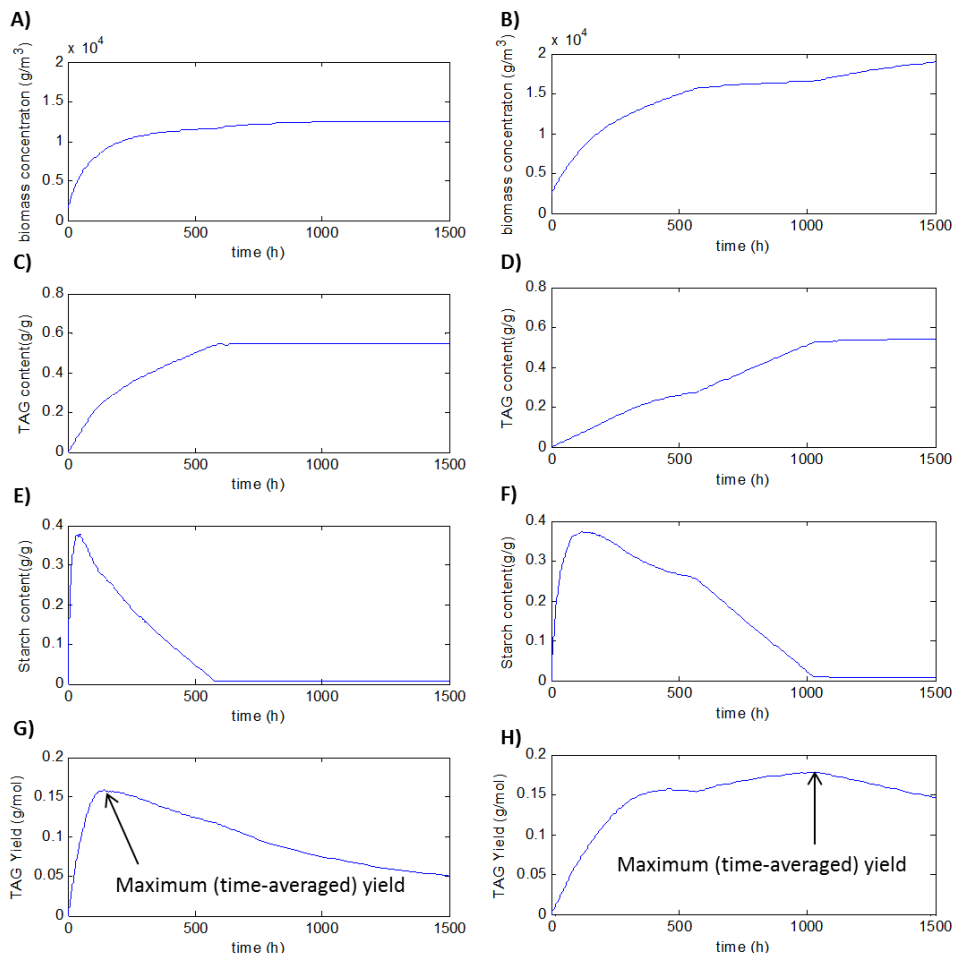 A)
x 10⁴
biomass concentration (g/m³)
2
1.5
1
0.5
0
0
500
1000
1500
time (h)
B)
x 10⁴
biomass concentraton (g/m³)
2
1.5
1
0.5
0
0
500
1000
1500
time (h)
C)
TAG content(g/g)
0.8
0.6
0.4
0.2
0
0
500
1000
1500
time (h)
D)
TAG content(g/g)
0.8
0.6
0.4
0.2
0
0
500
1000
1500
time (h)
E)
Starch content(g/g)
0.4
0.3
0.2
0.1
0
0
500
1000
1500
time (h)
F)
Starch content(g/g)
0.4
0.3
0.2
0.1
0
0
500
1000
1500
time (h)
G)
TAG Yield (g/mol)
0.2
0.15
0.1
0.05
0
Maximum (time-averaged) yield
0
500
1000
1500
time (h)
H)
TAG Yield (g/mol)
0.2
0.15
0.1
0.05
0
Maximum (time-averaged) yield
0
500
1000
1500
time (h)